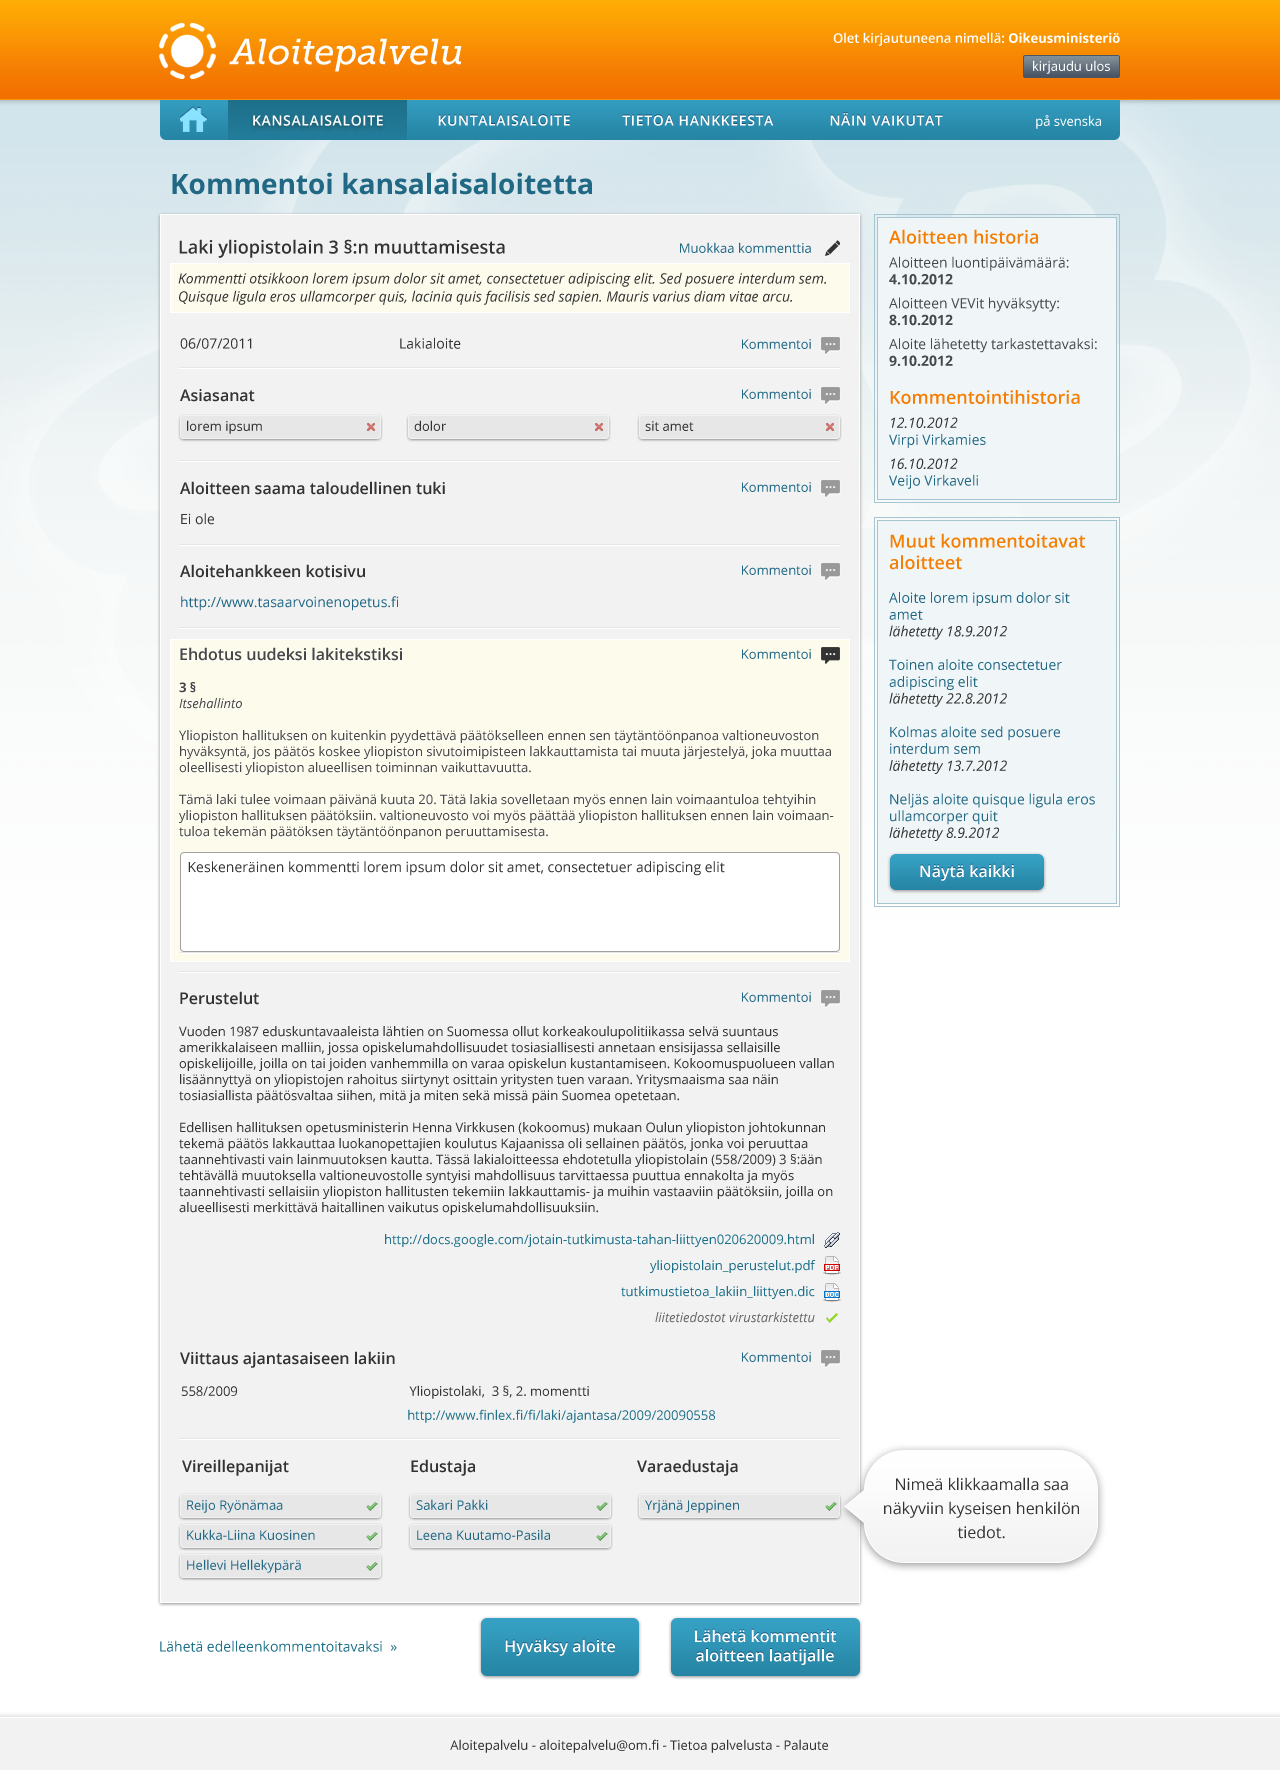 Aloitepalvelu
Olet kirjautuneena nimellä: Oikeusministeriö
kirjaudu ulos
KANSALAISALOITE
KUNTALAISALOITE
TIETOA HANKKEESTA
NÄIN VAIKUTAT
på svenska
Kommentoi kansalaisaloitetta
Laki yliopistolain 3 §:n muuttamisesta
Muokkaa kommenttia
Kommentti otsikkoon lorem ipsum dolor sit amet, consectetuer adipiscing elit. Sed posuere interdum sem.
Quisque ligula eros ullamcorper quis, lacinia quis facilisis sed sapien. Mauris varius diam vitae arcu.
06/07/2011
Lakialoite
Kommentoi
Asiasanat
Kommentoi
lorem ipsum
dolor
sit amet
Aloitteen saama taloudellinen tuki
Kommentoi
Ei ole
Aloitehankkeen kotisivu
Kommentoi
http://www.tasaarvoinenopetus.fi
Ehdotus uudeksi lakitekstiksi
Kommentoi
3 §
Itsehallinto
Yliopiston hallituksen on kuitenkin pyydettävä päätökselleen ennen sen täytäntöönpanoa valtioneuvoston
hyväksyntä, jos päätös koskee yliopiston sivutoimipisteen lakkauttamista tai muuta järjestelyä, joka muuttaa
oleellisesti yliopiston alueellisen toiminnan vaikuttavuutta.
Tämä laki tulee voimaan päivänä kuuta 20. Tätä lakia sovelletaan myös ennen lain voimaantuloa tehtyihin
yliopiston hallituksen päätöksiin. valtioneuvosto voi myös päättää yliopiston hallituksen ennen lain voimaan-
tuloa tekemän päätöksen täytäntöönpanon peruuttamisesta.
Keskeneräinen kommentti lorem ipsum dolor sit amet, consectetuer adipiscing elit
Perustelut
Kommentoi
Vuoden 1987 eduskuntavaaleista lähtien on Suomessa ollut korkeakoulupolitiikassa selvä suuntaus
amerikkalaiseen malliin, jossa opiskelumahdollisuudet tosiasiallisesti annetaan ensisijassa sellaisille
opiskelijoille, joilla on tai joiden vanhemmilla on varaa opiskelun kustantamiseen. Kokoomuspuolueen vallan
lisäännyttyä on yliopistojen rahoitus siirtynyt osittain yritysten tuen varaan. Yritysmaaisma saa näin
tosiasiallista päätösvaltaa siihen, mitä ja miten sekä missä päin Suomea opetetaan.
Edellisen hallituksen opetusministerin Henna Virkkusen (kokoomus) mukaan Oulun yliopiston johtokunnan
tekemä päätös lakkauttaa luokanopettajien koulutus Kajaanissa oli sellainen päätös, jonka voi peruuttaa
taannehtivasti vain lainmuutoksen kautta. Tässä lakialoitteessa ehdotetulla yliopistolain (558/2009) 3 §:ään
tehtävällä muutoksella valtioneuvostolle syntyisi mahdollisuus tarvittaessa puuttua ennakolta ja myös
taannehtivasti sellaisiin yliopiston hallitusten tekemiin lakkauttamis- ja muihin vastaaviin päätöksiin, joilla on
alueellisesti merkittävä haitallinen vaikutus opiskelumahdollisuuksiin.
http://docs.google.com/jotain-tutkimusta-tahan-liittyen020620009.html
yliopistolain_perustelut.pdf
PDF
tutkimustietoa_lakiin_liittyen.dic
liitetiedostot virustarkistettu
Viittaus ajantasaiseen lakiin
Kommentoi
558/2009
Yliopistolaki, 3 §, 2. momentti
http://www.finlex.fi/fi/laki/ajantasa/2009/20090558
Vireillepanijat
Edustaja
Varaedustaja
Reijo Ryönämaa
Sakari Pakki
Yrjänä Jeppinen
Kukka-Liina Kuosinen
Leena Kuutamo-Pasila
Hellevi Hellekypärä
Nimeä klikkaamalla saa
näkyviin kyseisen henkilön
tiedot.
Lähetä edelleenkommentoitavaksi »
Hyväksy aloite
Lähetä kommentit
aloitteen laatijalle
Aloitteen historia
Aloitteen luontipäivämäärä:
4.10.2012
Aloitteen VEVit hyväksytty:
8.10.2012
Aloite lähetetty tarkastettavaksi:
9.10.2012
Kommentointihistoria
12.10.2012
Virpi Virkamies
16.10.2012
Veijo Virkaveli
Muut kommentoitavat
aloitteet
Aloite lorem ipsum dolor sit
amet
lähetetty 18.9.2012
Toinen aloite consectetuer
adipiscing elit
lähetetty 22.8.2012
Kolmas aloite sed posuere
interdum sem
lähetetty 13.7.2012
Neljäs aloite quisque ligula eros
ullamcorper quit
lähetetty 8.9.2012
Näytä kaikki
Aloitepalvelu - aloitepalvelu@om.fi - Tietoa palvelusta - Palaute